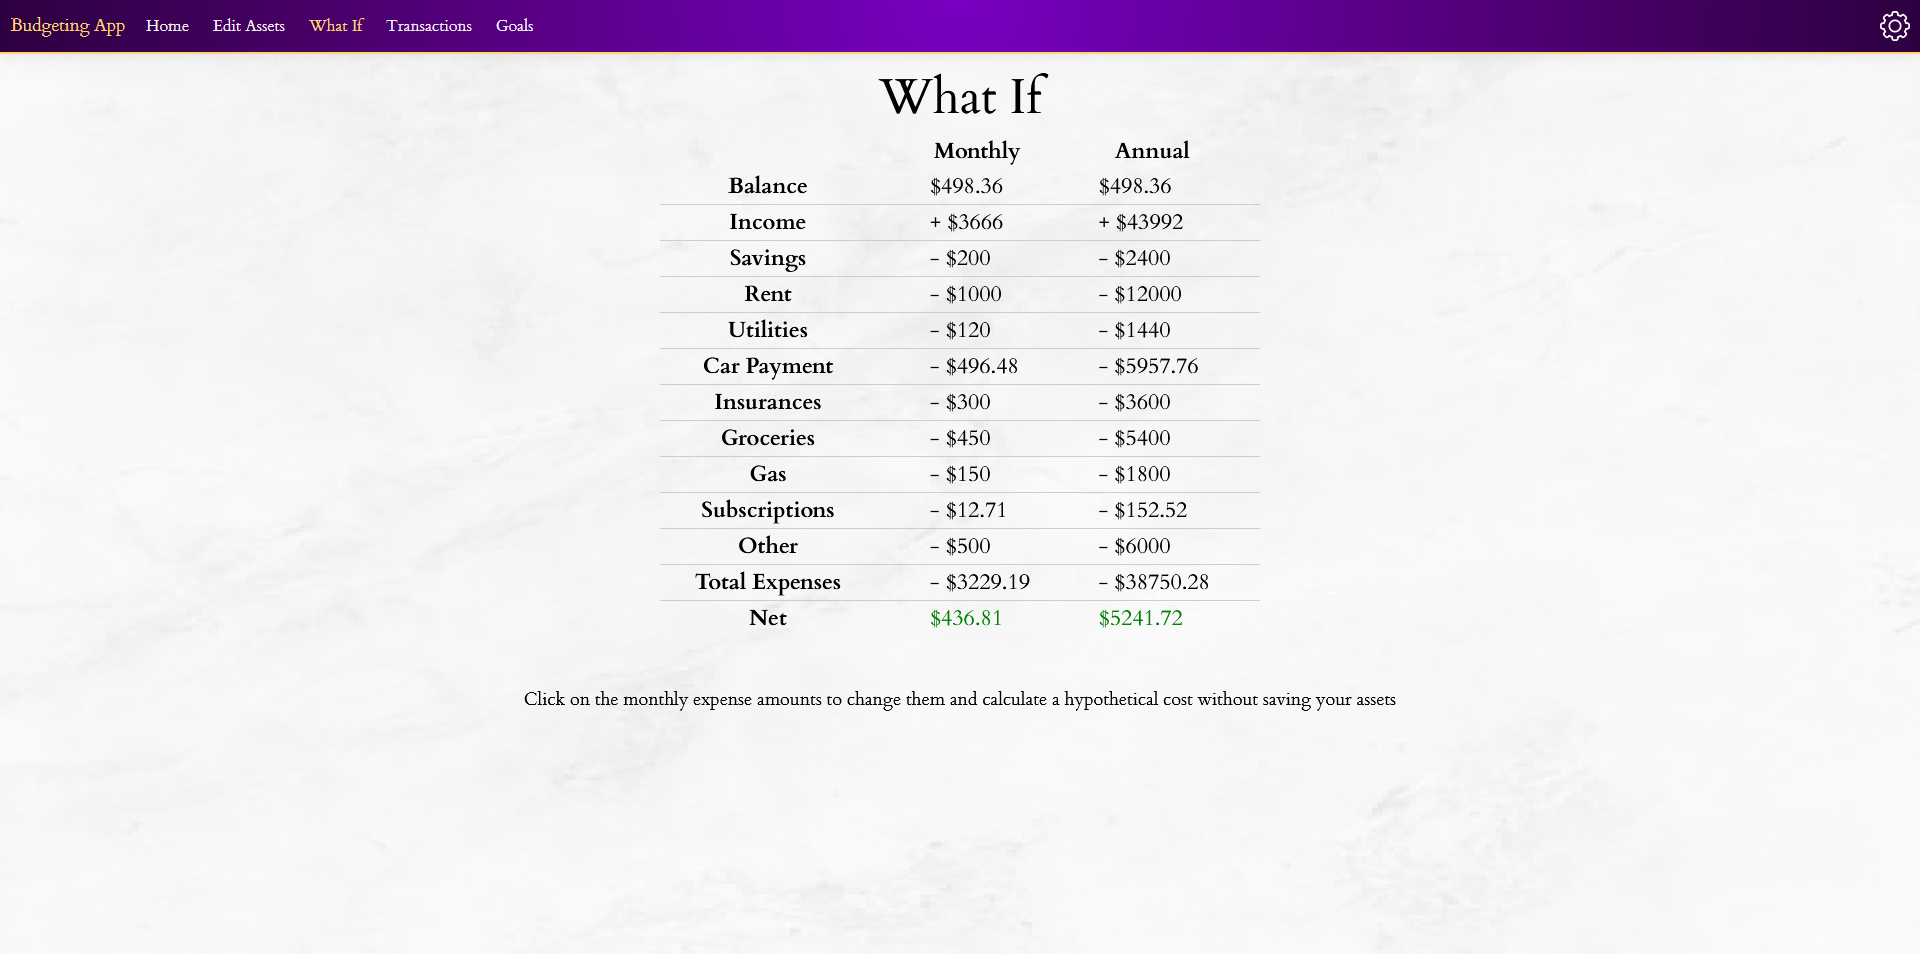 Budgeting App Home Edit Assets What If Transactions Goals
What If
Monthly Annual
Balance $498.36 $498.36
Income + $3666 + $43992
Savings - $200 - $2400
Rent - $1000 - $12000
Utilities - $120 - $1440
Car Payment - $496.48 - $5957.76
Insurances - $300 - $3600
Groceries - $450 - $5400
Gas - $150 - $1800
Subscriptions - $12.71 - $152.52
Other - $500 - $6000
Total Expenses - $3229.19 - $38750.28
Net $436.81 $5241.72
Click on the monthly expense amounts to change them and calculate a hypothetical cost without saving your assets